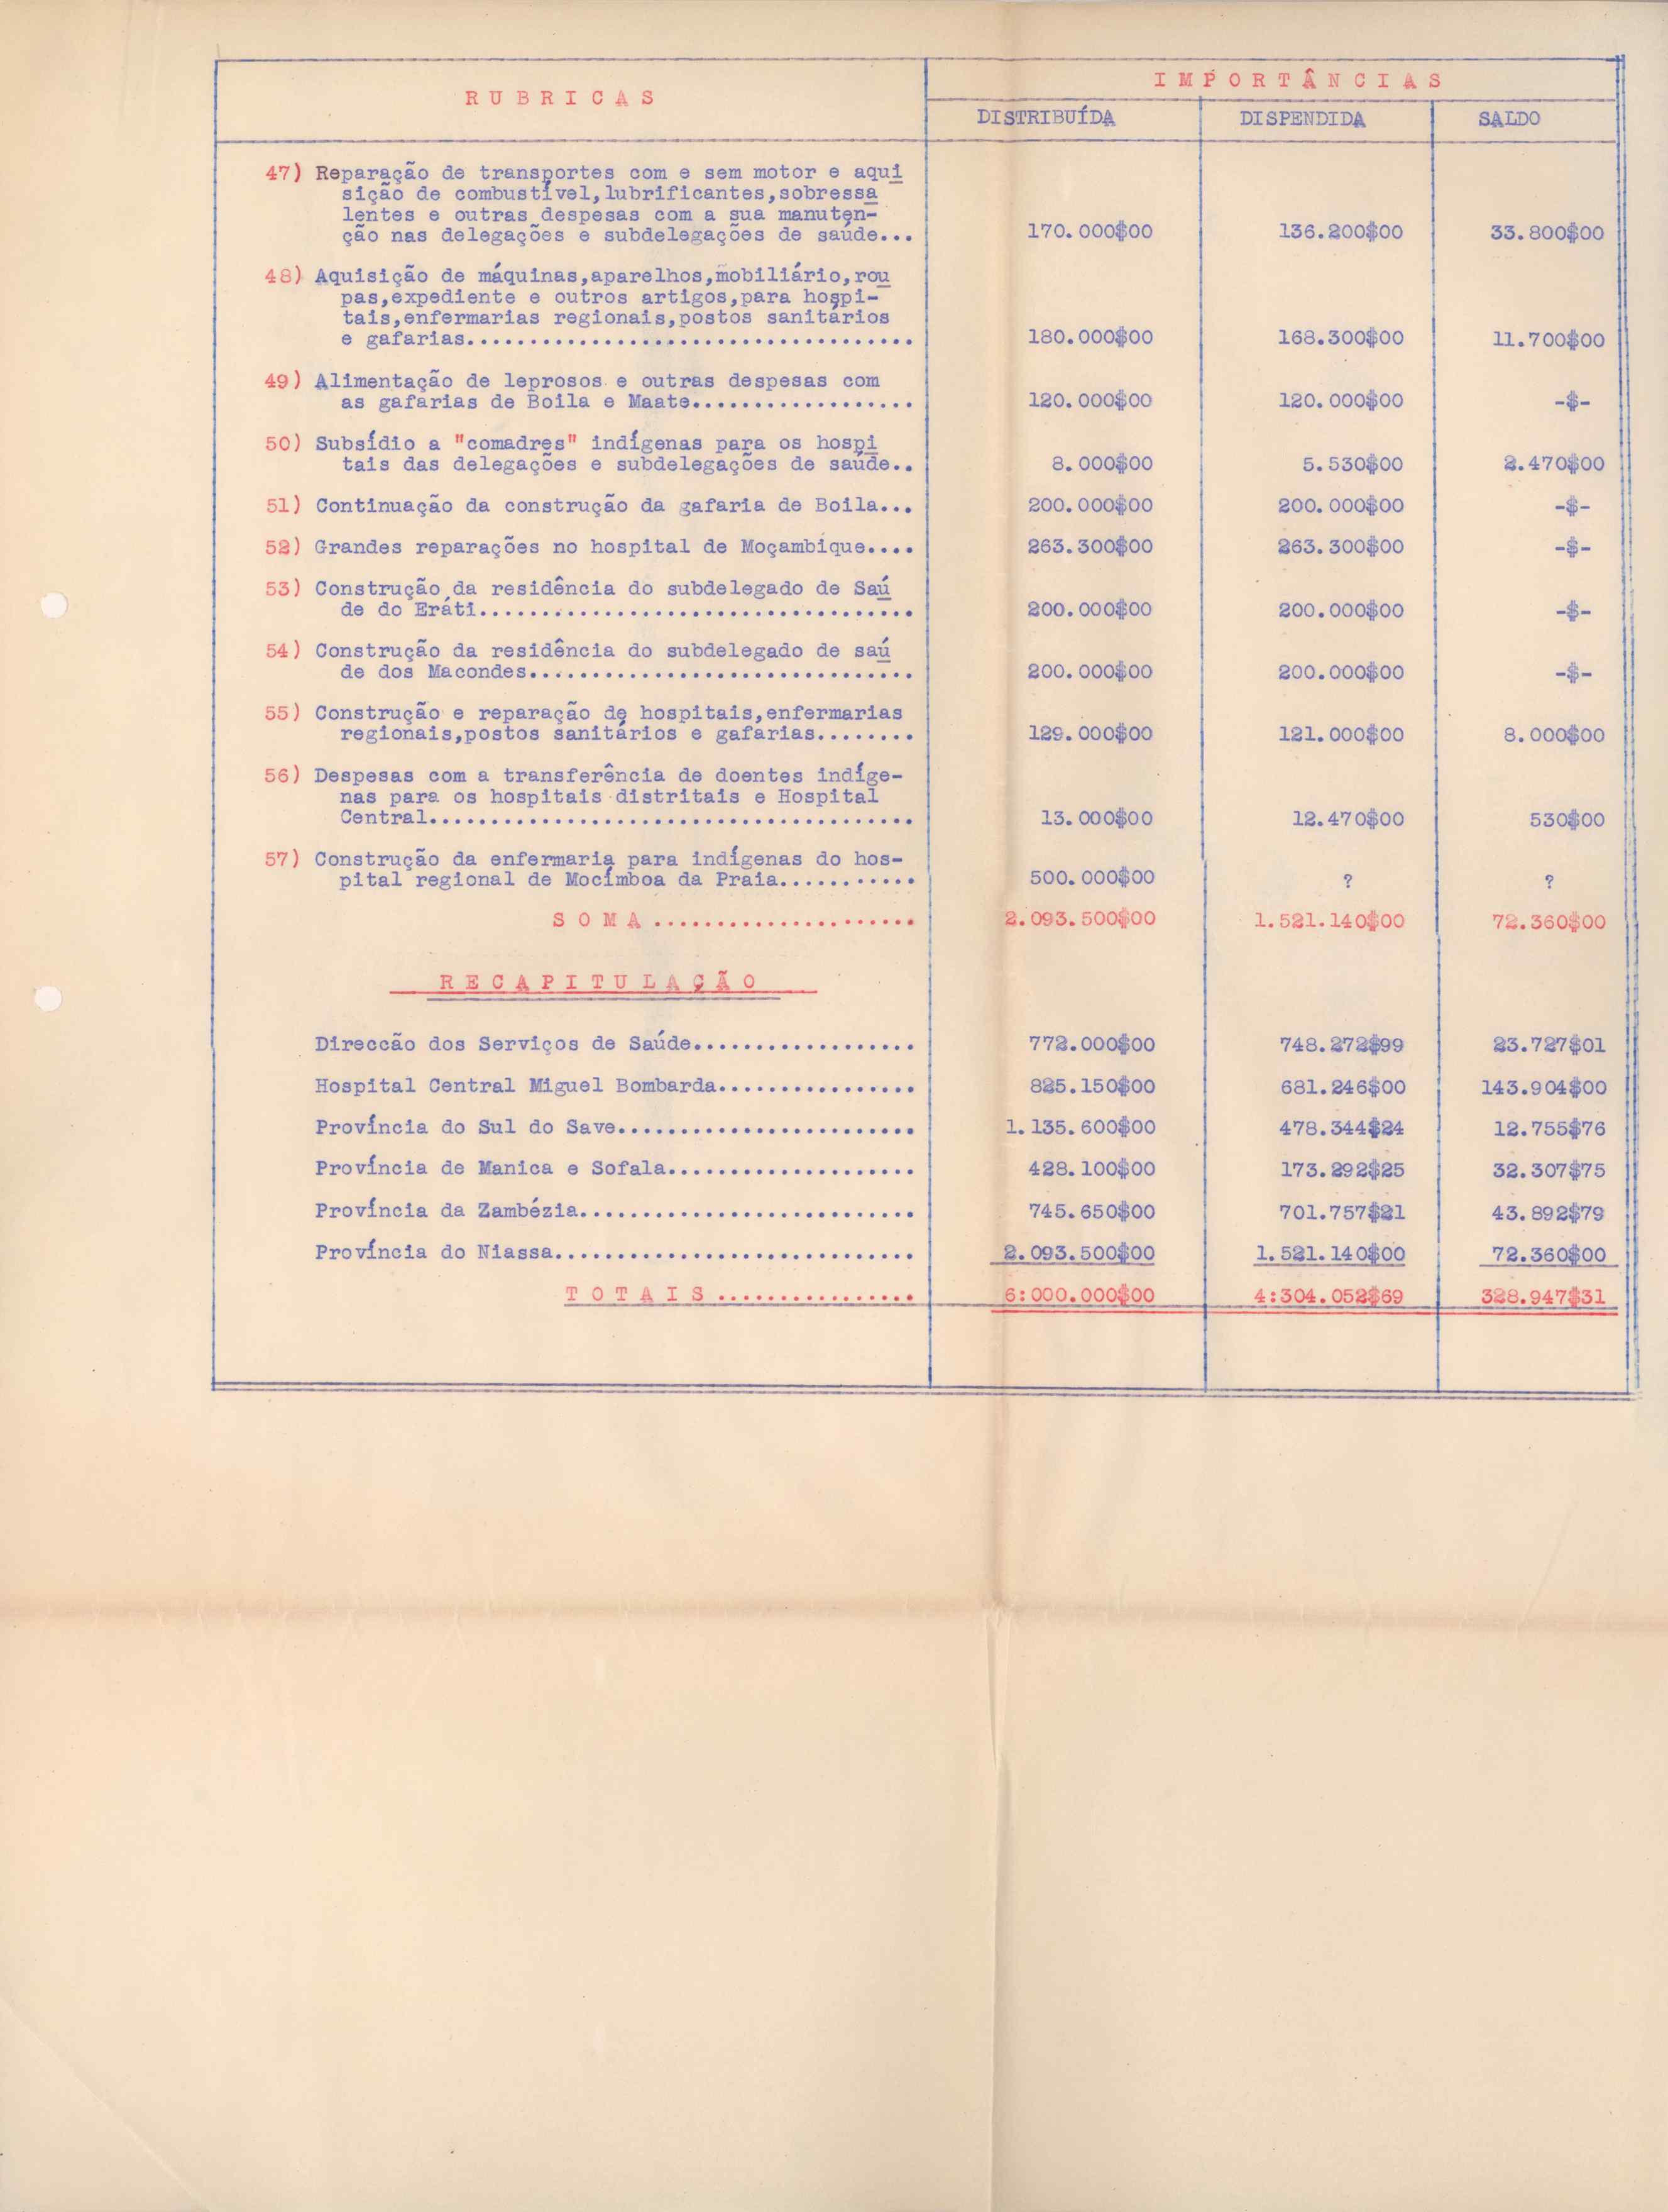 RUBRICAS
IMPORTÂNCIAS
DISTRIBUÍDA DISPENDIDA SALDO
47) Reparação de transportes com e sem motor e aqui
sição de combustível,lubrificantes,sobressa
lentes e outras despesas com a sua manuten-
ção nas delegações e subdelegações de saúde... 170.000$00 136.200$00 33.800$00
48) Aquisição de máquinas,aparelhos,mobiliário,rou
pas,expediente e outros artigos,para hospi-
tais,enfermarias regionais,postos sanitários
e gafarias.................................... 180.000$00 168.300$00 11.700$00
49) Alimentação de leprosos e outras despesas com
as gafarias de Boila e Maate.................. 120.000$00 120.000$00 -$-
50) Subsídio a "comadres" indígenas para os hospi
tais das delegações e subdelegações de saúde.. 8.000$00 5.530$00 2.470$00
51) Continuação da construção da gafaria de Boila... 200.000$00 200.000$00 -$-
52) Grandes reparações no hospital de Moçambique.... 263.300$00 263.300$00 -$-
53) Construção da residência do subdelegado de Saú
de do Eráti................................... 200.000$00 200.000$00 -$-
54) Construção da residência do subdelegado de saú
de dos Macondes............................... 200.000$00 200.000$00 -$-
55) Construção e reparação de hospitais,enfermarias
regionais,postos sanitários e gafarias........ 129.000$00 121.000$00 8.000$00
56) Despesas com a transferência de doentes indíge-
nas para os hospitais distritais e Hospital
Central....................................... 13.000$00 12.470$00 530$00
57) Construção da enfermaria para indígenas do hos-
pital regional de Mocímboa da Praia........... 500.000$00 ? ?
SOMA ..................... 2.093.500$00 1.521.140$00 72.360$00
RECAPITULAÇÃO
Direccão dos Serviços de Saúde.................. 772.000$00 748.272$99 23.727$01
Hospital Central Miguel Bombarda................ 825.150$00 681.246$00 143.904$00
Província do Sul do Save........................ 1.135.600$00 478.344$24 12.755$76
Província de Manica e Sofala.................... 428.100$00 173.292$25 32.307$75
Província da Zambézia........................... 745.650$00 701.757$21 43.892$79
Província do Niassa............................. 2.093.500$00 1.521.140$00 72.360$00
TOTAIS ................ 6:000.000$00 4:304.052$69 328.947$31